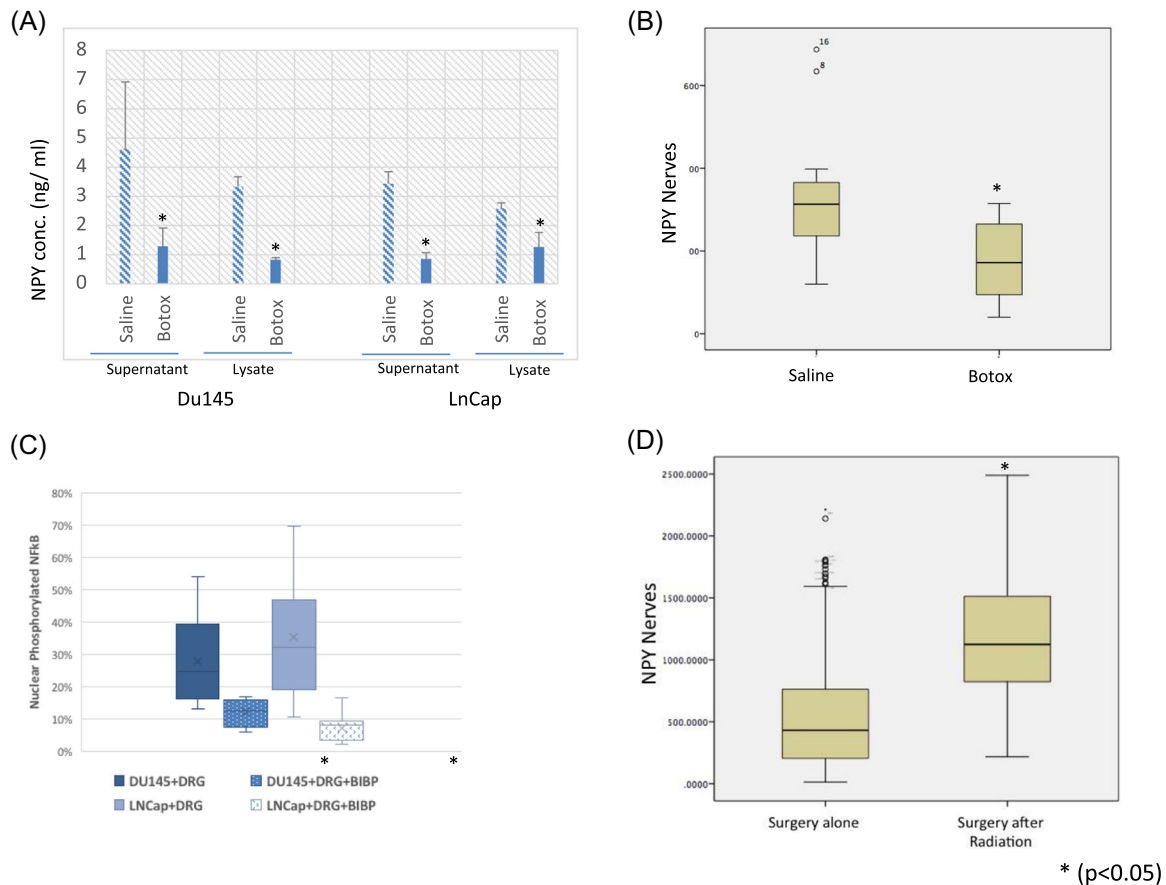 (A)
NPY conc. (ng/ ml)
8
7
6
5
4
3
2
1
0
Saline
Botox
Saline
Botox
Saline
Botox
Saline
Botox
*
*
*
*
Supernatant
Lysate
Supernatant
Lysate
Du145
LnCap
(B)
NPY Nerves
600
00
00
0
16
8
*
Saline
Botox
(C)
Nuclear Phosphorylated NFkB
80%
70%
60%
50%
40%
30%
20%
10%
0%
*
*
DU145+DRG
DU145+DRG+BIBP
LNCap+DRG
LNCap+DRG+BIBP
(D)
NPY Nerves
2500.0000
2000.0000
1500.0000
1000.0000
500.0000
.0000
*
Surgery alone
Surgery after
Radiation
* (p<0.05)